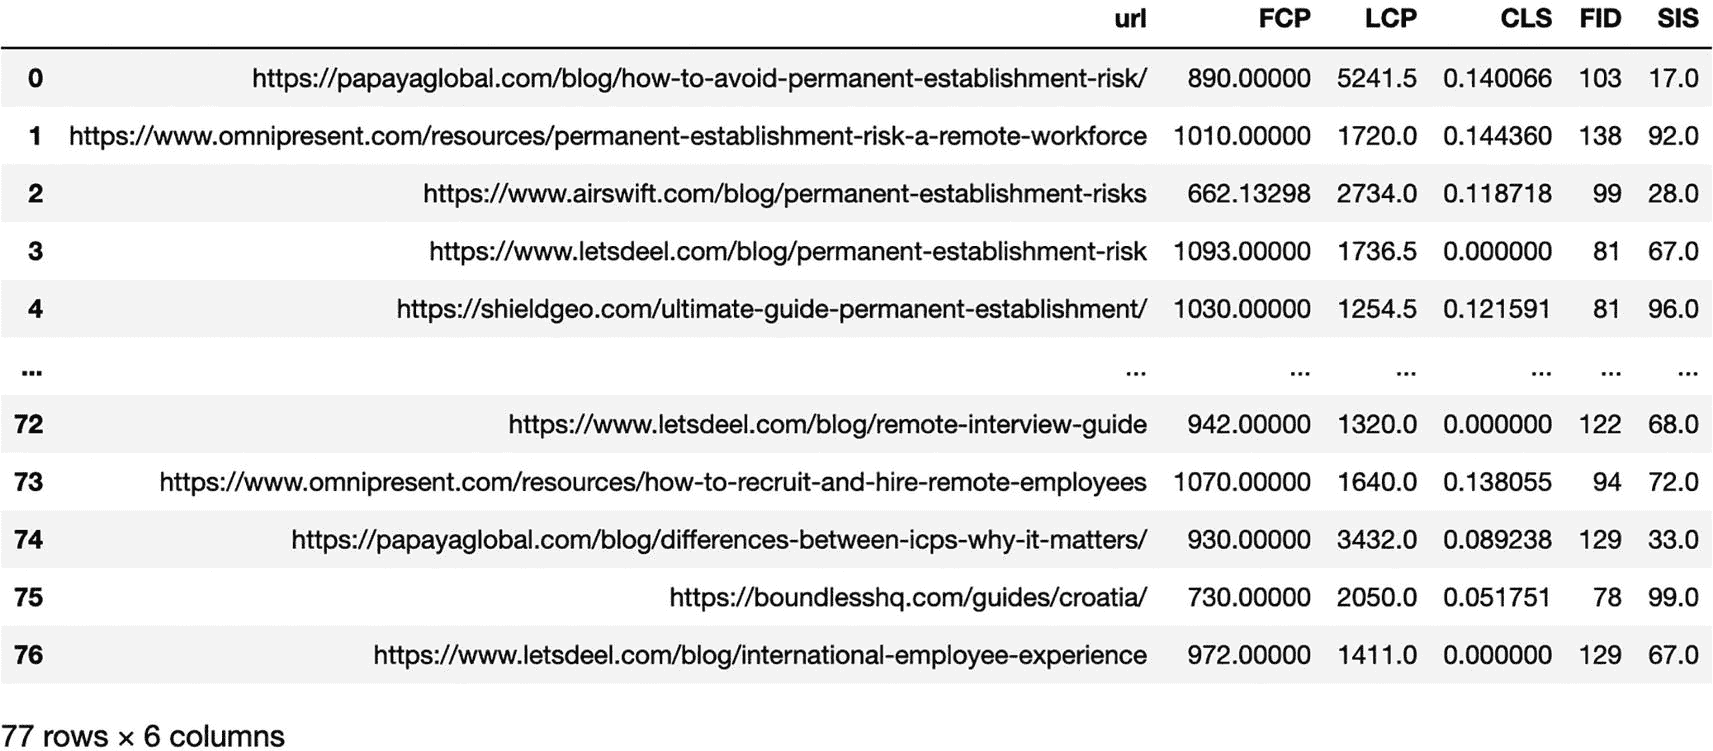 url FCP LCP CLS FID SIS
0 https://papayaglobal.com/blog/how-to-avoid-permanent-establishment-risk/ 890.00000 5241.5 0.140066 103 17.0
1 https://www.omnipresent.com/resources/permanent-establishment-risk-a-remote-workforce 1010.00000 1720.0 0.144360 138 92.0
2 https://www.airswift.com/blog/permanent-establishment-risks 662.13298 2734.0 0.118718 99 28.0
3 https://www.letsdeel.com/blog/permanent-establishment-risk 1093.00000 1736.5 0.000000 81 67.0
4 https://shieldgeo.com/ultimate-guide-permanent-establishment/ 1030.00000 1254.5 0.121591 81 96.0
... ... ... ... ... ... ...
72 https://www.letsdeel.com/blog/remote-interview-guide 942.00000 1320.0 0.000000 122 68.0
73 https://www.omnipresent.com/resources/how-to-recruit-and-hire-remote-employees 1070.00000 1640.0 0.138055 94 72.0
74 https://papayaglobal.com/blog/differences-between-icps-why-it-matters/ 930.00000 3432.0 0.089238 129 33.0
75 https://boundlesshq.com/guides/croatia/ 730.00000 2050.0 0.051751 78 99.0
76 https://www.letsdeel.com/blog/international-employee-experience 972.00000 1411.0 0.000000 129 67.0
77 rows × 6 columns